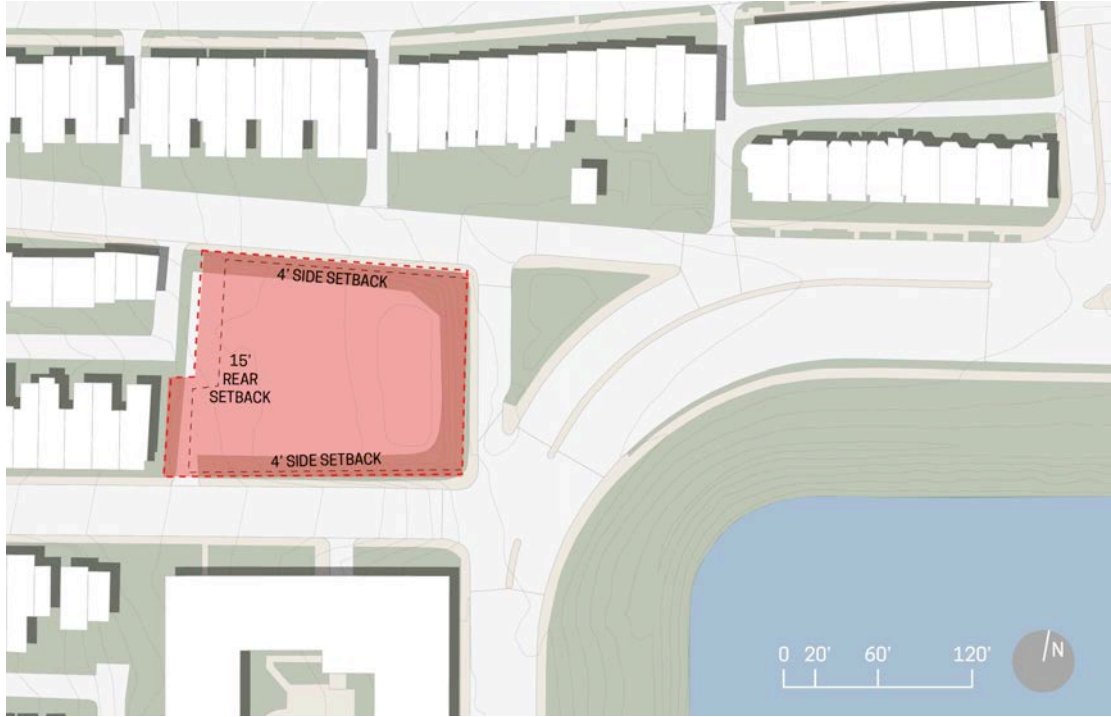 4' SIDE SETBACK
15'
REAR
SETBACK
4' SIDE SETBACK
0 20' 60' 120'
N